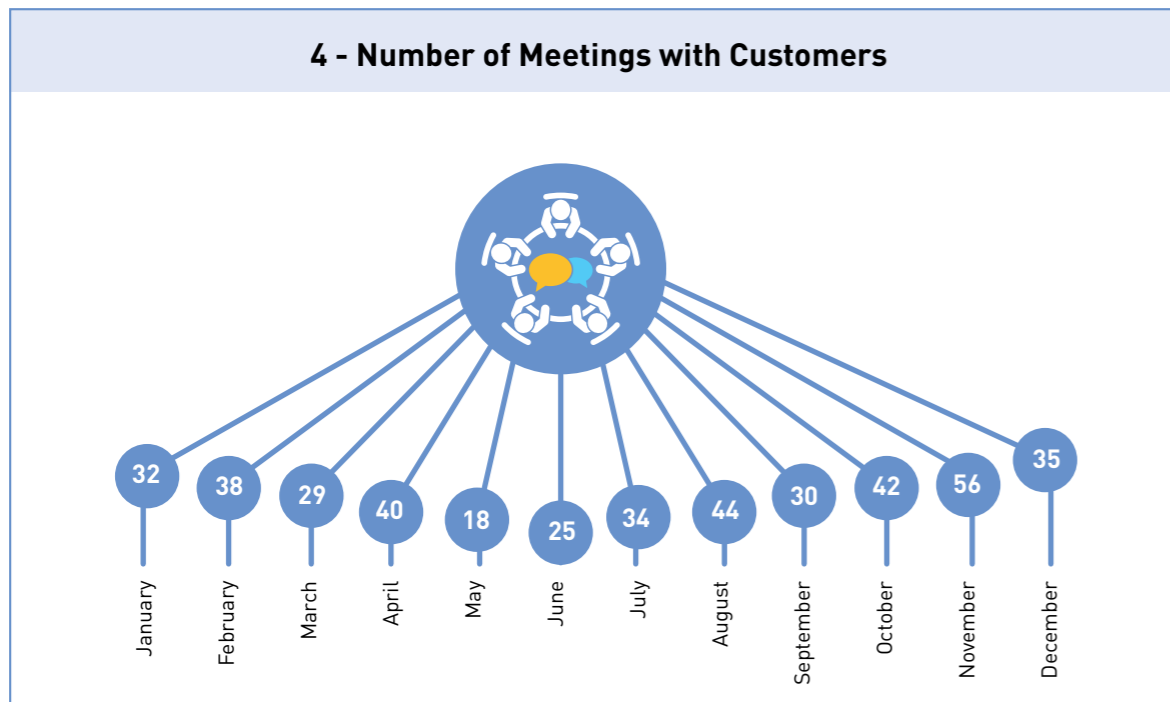 4 - Number of Meetings with Customers
32
38
29
40
18
25
34
44
30
42
56
35
January
February
March
April
May
June
July
August
September
October
November
December